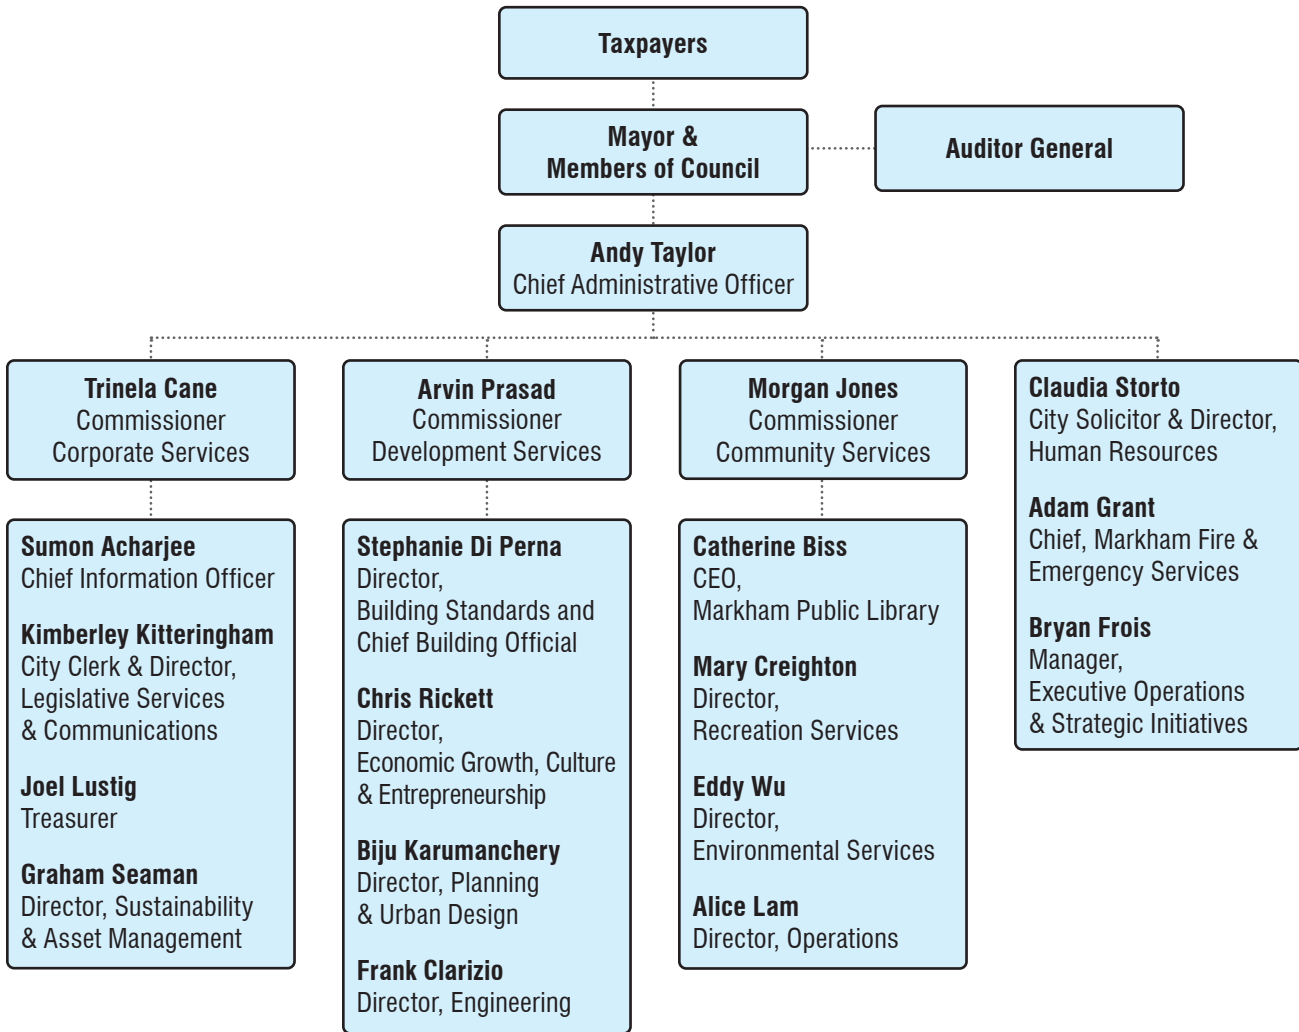 Taxpayers
Mayor &
Members of Council
Auditor General
Andy Taylor
Chief Administrative Officer
Trinela Cane
Commissioner
Corporate Services
Arvin Prasad
Commissioner
Development Services
Morgan Jones
Commissioner
Community Services
Claudia Storto
City Solicitor & Director,
Human Resources
Adam Grant
Chief, Markham Fire &
Emergency Services
Bryan Frois
Manager,
Executive Operations
& Strategic Initiatives
Sumon Acharjee
Chief Information Officer
Kimberley Kitteringham
City Clerk & Director,
Legislative Services
& Communications
Joel Lustig
Treasurer
Graham Seaman
Director, Sustainability
& Asset Management
Stephanie Di Perna
Director,
Building Standards and
Chief Building Official
Chris Rickett
Director,
Economic Growth, Culture
& Entrepreneurship
Biju Karumanchery
Director, Planning
& Urban Design
Frank Clarizio
Director, Engineering
Catherine Biss
CEO,
Markham Public Library
Mary Creighton
Director,
Recreation Services
Eddy Wu
Director,
Environmental Services
Alice Lam
Director, Operations